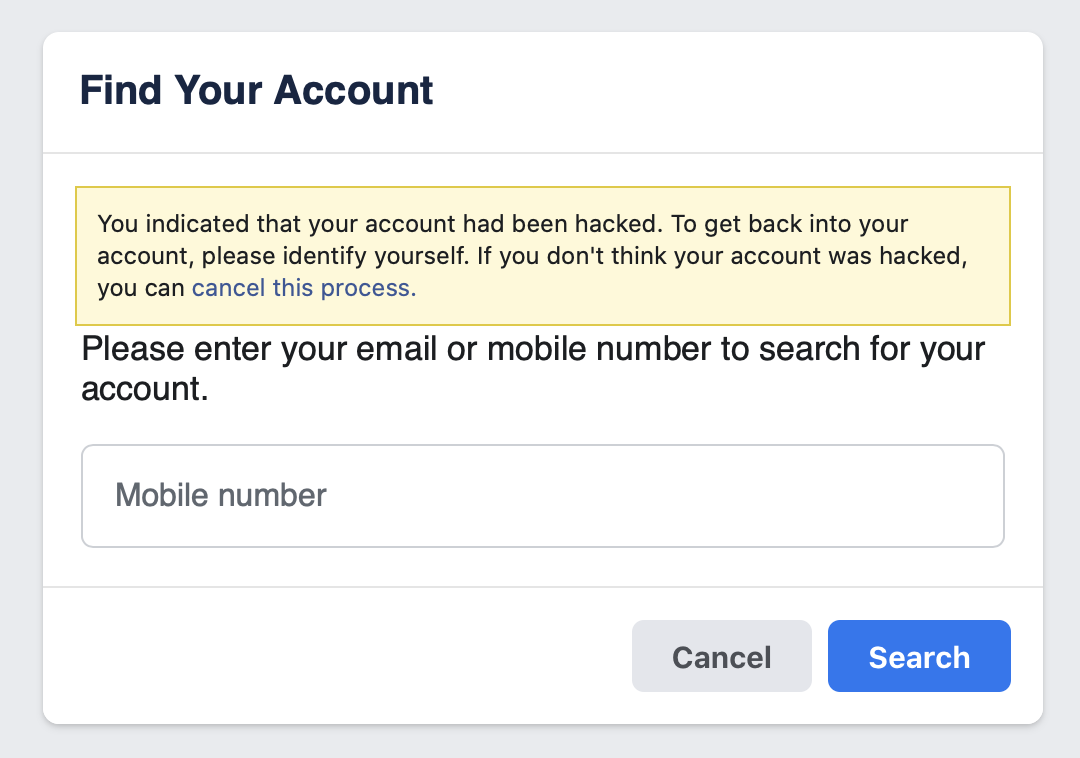 Find Your Account
You indicated that your account had been hacked. To get back into your
account, please identify yourself. If you don't think your account was hacked,
you can cancel this process.
Please enter your email or mobile number to search for your
account.
Mobile number
Cancel
Search